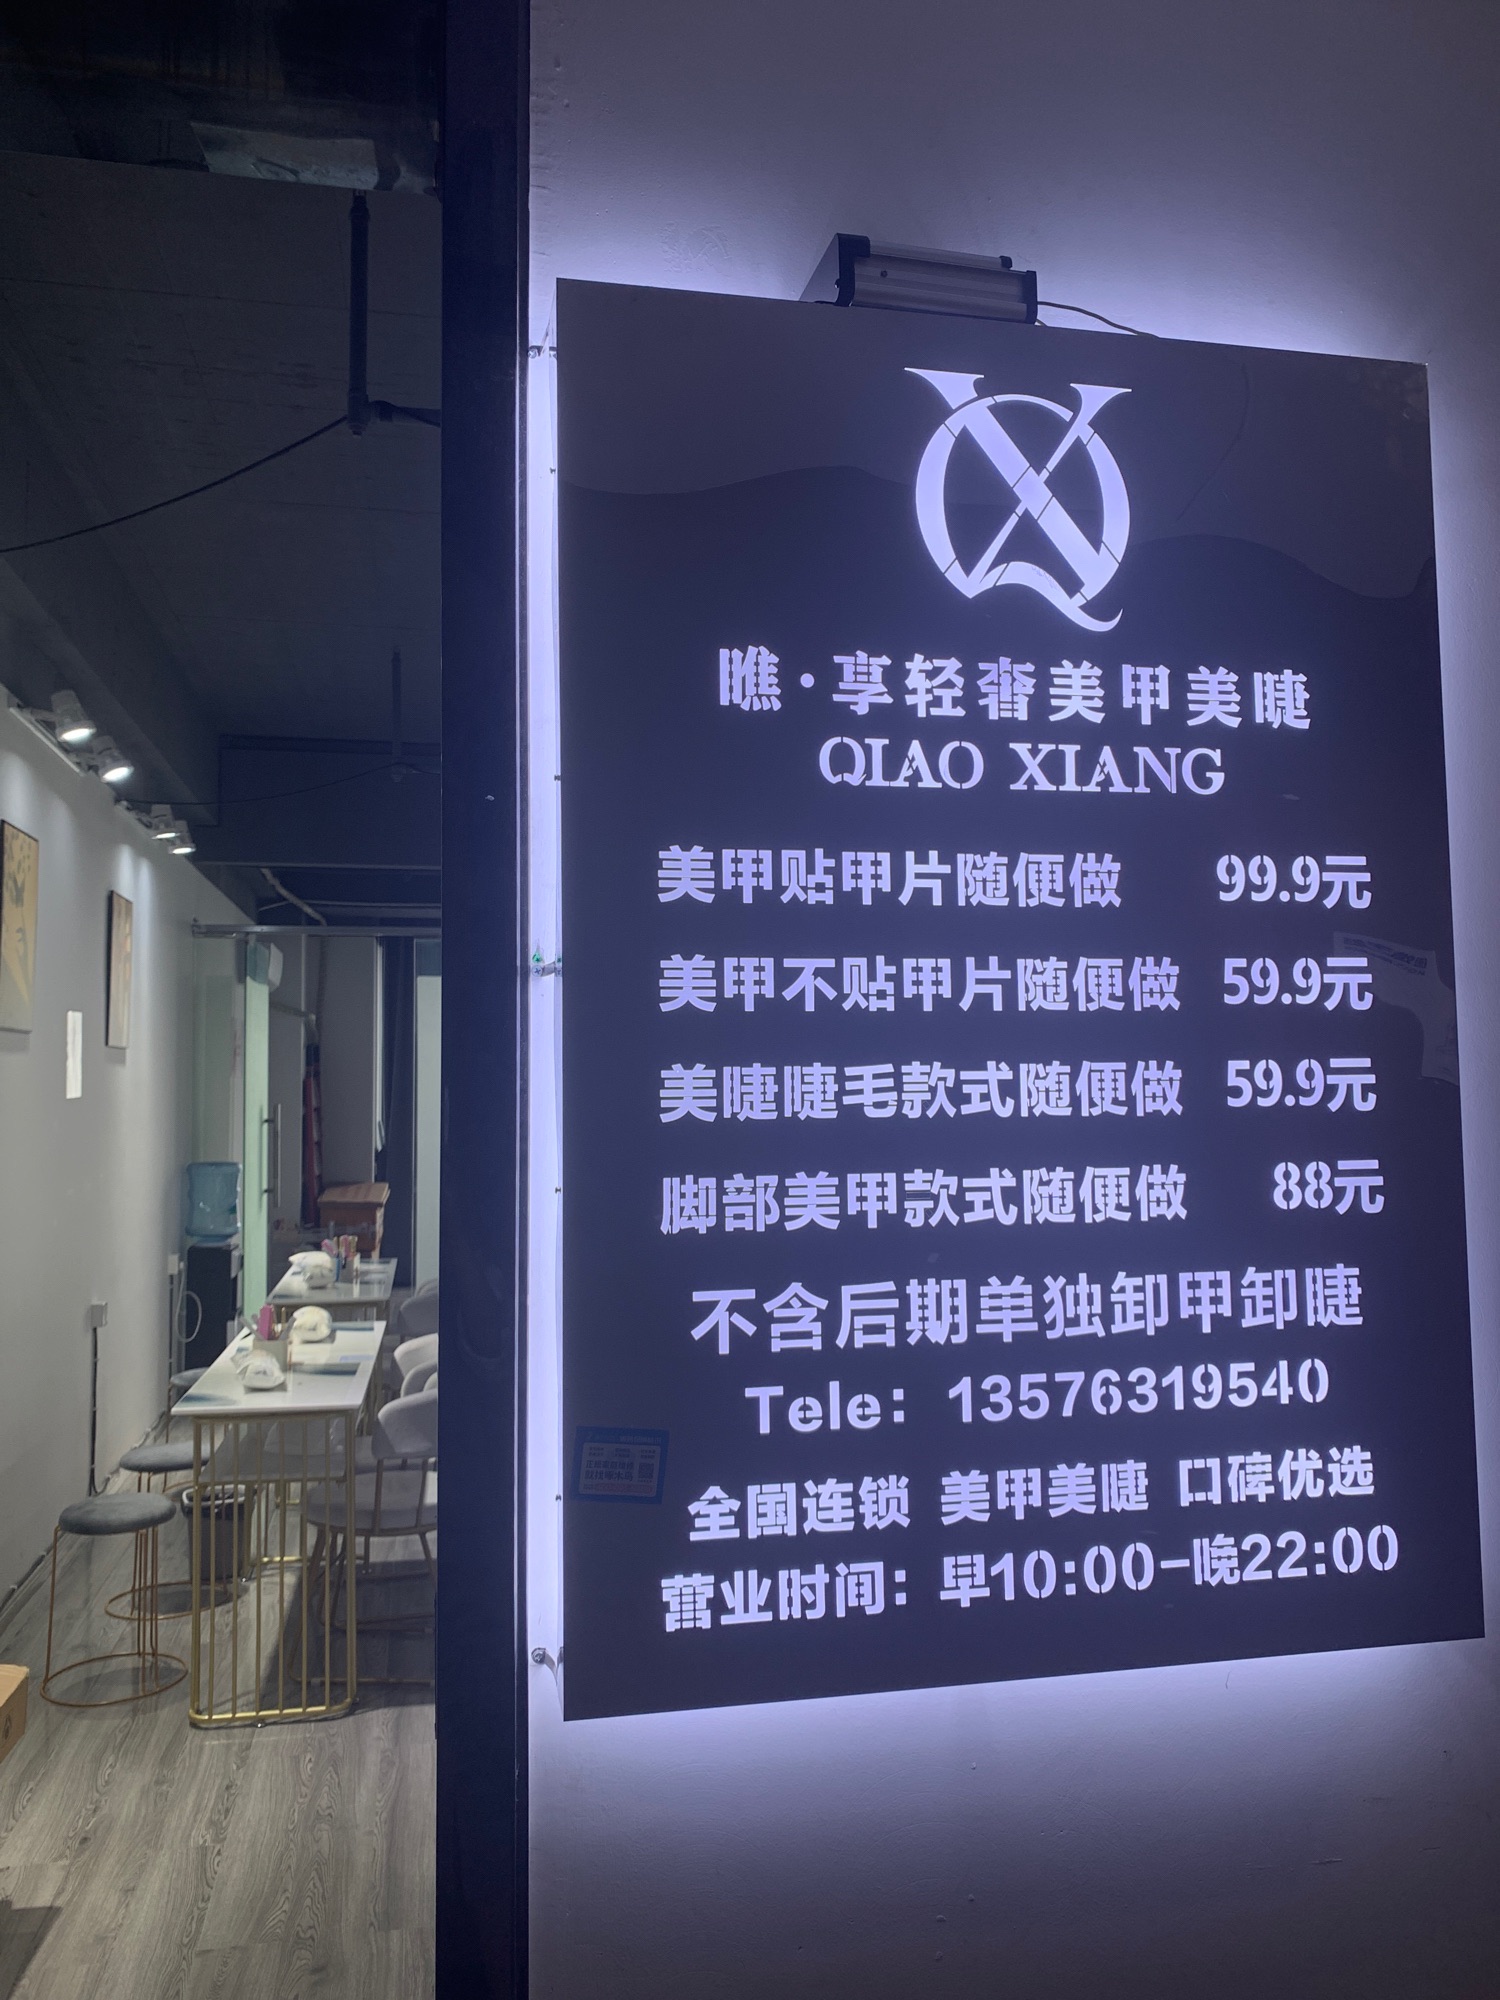 瞧·享轻奢美甲美睫
QIAO XIANG
美甲贴甲片随便做 99.9元
美甲不贴甲片随便做 59.9元
美睫睫毛款式随便做 59.9元
脚部美甲款式随便做 88元
不含后期单独卸甲卸睫
Tele：13576319540
全国连锁 美甲美睫 口碑优选
营业时间：早10:00-晚22:00